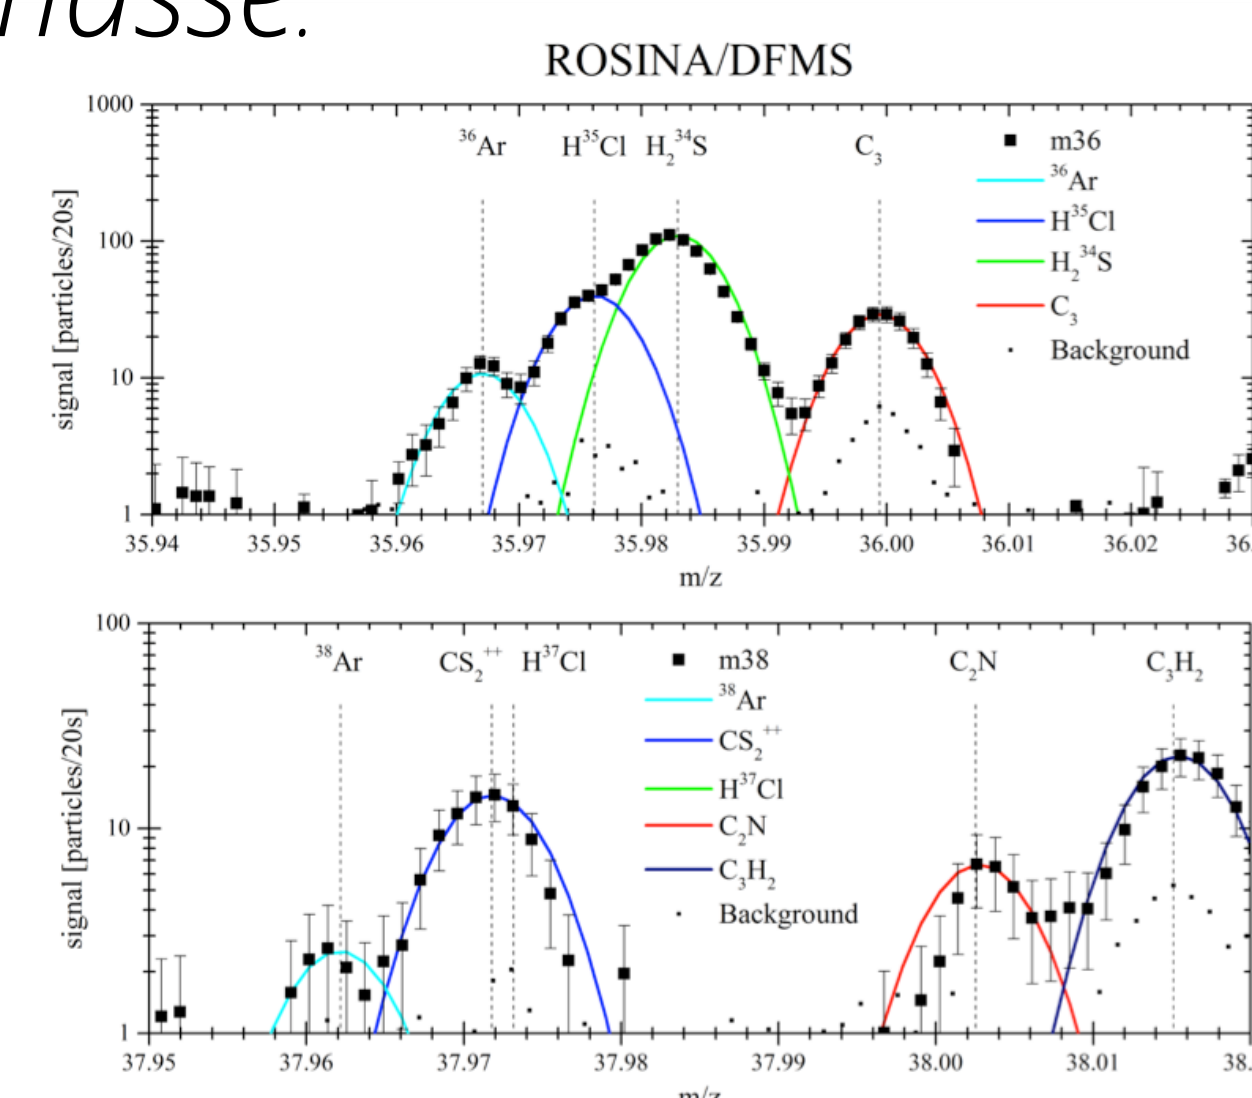 ROSINA/DFMS
1000
100
10
1
signal [particles/20s]
³⁶Ar H³⁵Cl H₂³⁴S C₃
m36
³⁶Ar
H³⁵Cl
H₂³⁴S
C₃
Background
35.94 35.95 35.96 35.97 35.98 35.99 36.00 36.01 36.02 36.
m/z
100
10
1
signal [particles/20s]
³⁸Ar CS₂⁺⁺ H³⁷Cl C₂N C₃H₂
m38
³⁸Ar
CS₂⁺⁺
H³⁷Cl
C₂N
C₃H₂
Background
37.95 37.96 37.97 37.98 37.99 38.00 38.01 38.
m/z